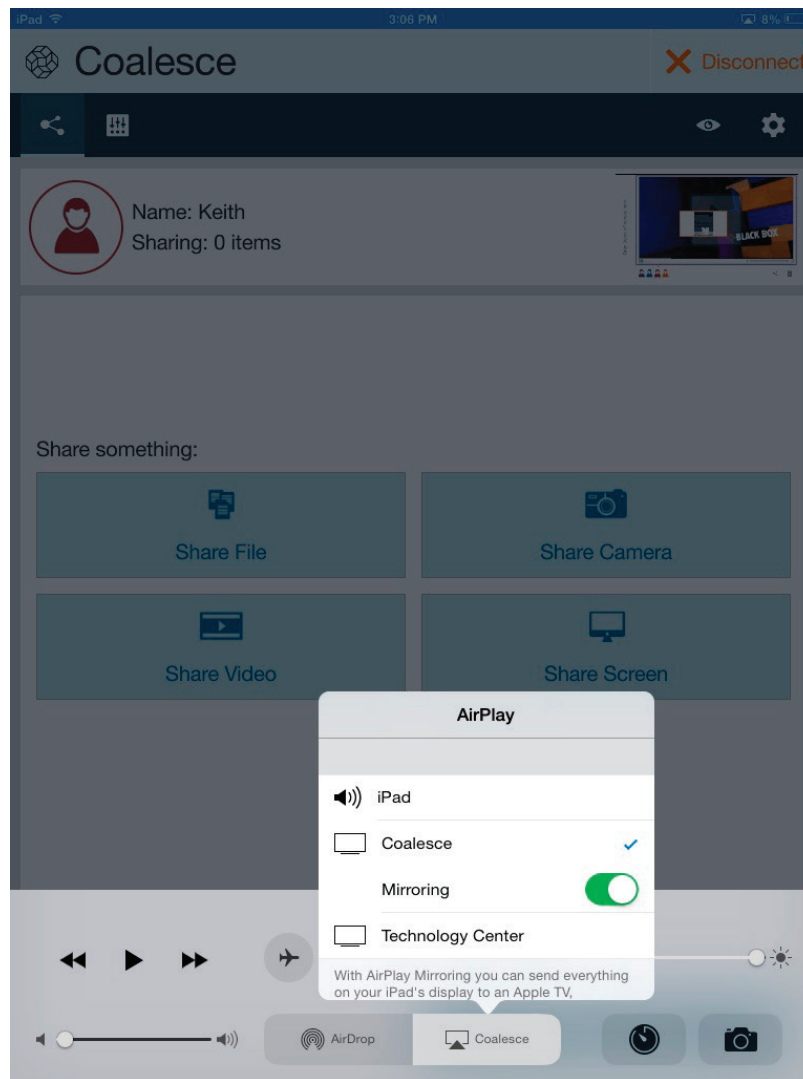 iPad 3:06 PM 8%
Coalesce Disconnect
Name: Keith
Sharing: 0 items
BLACK BOX
Share something:
Share File Share Camera
Share Video Share Screen
AirPlay
iPad
Coalesce
Mirroring
Technology Center
With AirPlay Mirroring you can send everything
on your iPad's display to an Apple TV,
AirDrop Coalesce